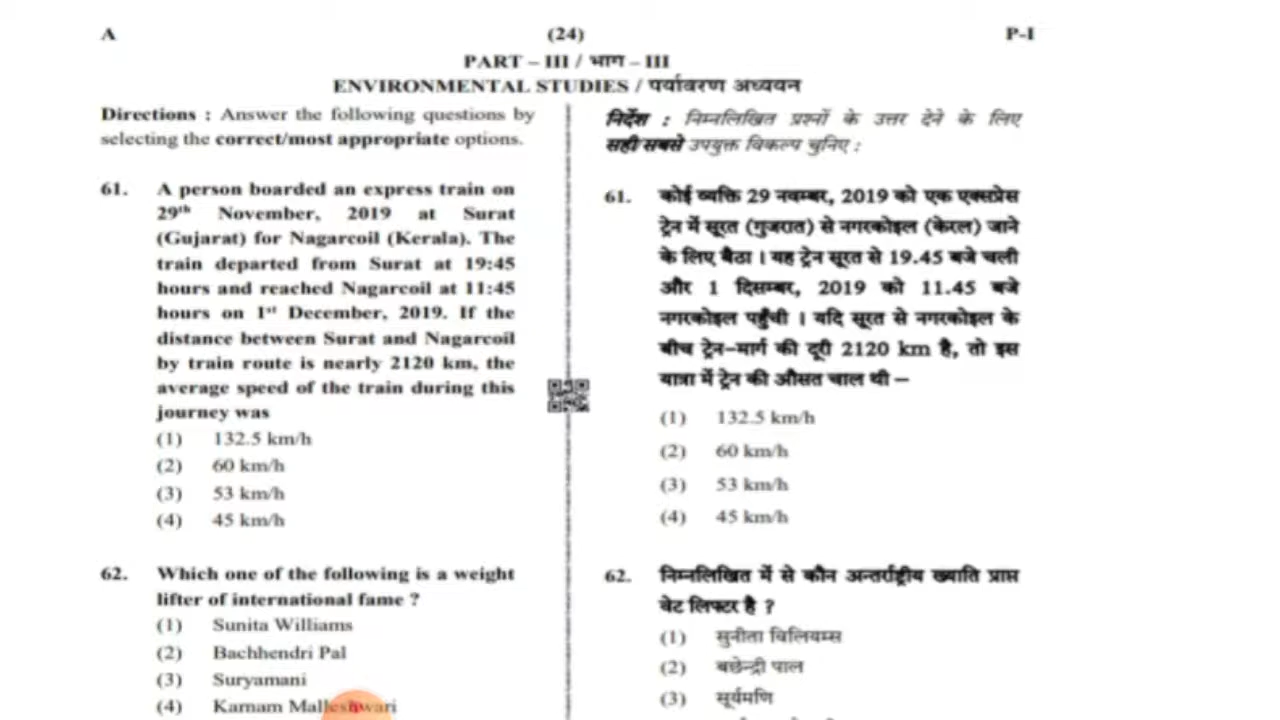 A (24) P-I
PART – III / भाग – III
ENVIRONMENTAL STUDIES / पर्यावरण अध्ययन
Directions : Answer the following questions by
selecting the correct/most appropriate options.
61. A person boarded an express train on
29th November, 2019 at Surat
(Gujarat) for Nagarcoil (Kerala). The
train departed from Surat at 19:45
hours and reached Nagarcoil at 11:45
hours on 1st December, 2019. If the
distance between Surat and Nagarcoil
by train route is nearly 2120 km, the
average speed of the train during this
journey was
(1) 132.5 km/h
(2) 60 km/h
(3) 53 km/h
(4) 45 km/h
62. Which one of the following is a weight
lifter of international fame ?
(1) Sunita Williams
(2) Bachhendri Pal
(3) Suryamani
(4) Karnam Malleshwari
निर्देश : निम्नलिखित प्रश्नों के उत्तर देने के लिए
सही सबसे उपयुक्त विकल्प चुनिए :
61. कोई व्यक्ति 29 नवम्बर, 2019 को एक एक्सप्रेस
ट्रेन में सूरत (गुजरात) से नगरकोइल (केरल) जाने
के लिए बैठा । यह ट्रेन सूरत से 19.45 बजे चली
और 1 दिसम्बर, 2019 को 11.45 बजे
नगरकोइल पहुँची । यदि सूरत से नगरकोइल के
बीच ट्रेन-मार्ग की दूरी 2120 km है, तो इस
यात्रा में ट्रेन की औसत चाल थी –
(1) 132.5 km/h
(2) 60 km/h
(3) 53 km/h
(4) 45 km/h
62. निम्नलिखित में से कौन अन्तर्राष्ट्रीय ख्याति प्राप्त
वेट लिफ्टर है ?
(1) सुनीता विलियम्स
(2) बछेन्द्री पाल
(3) सूर्यमणि